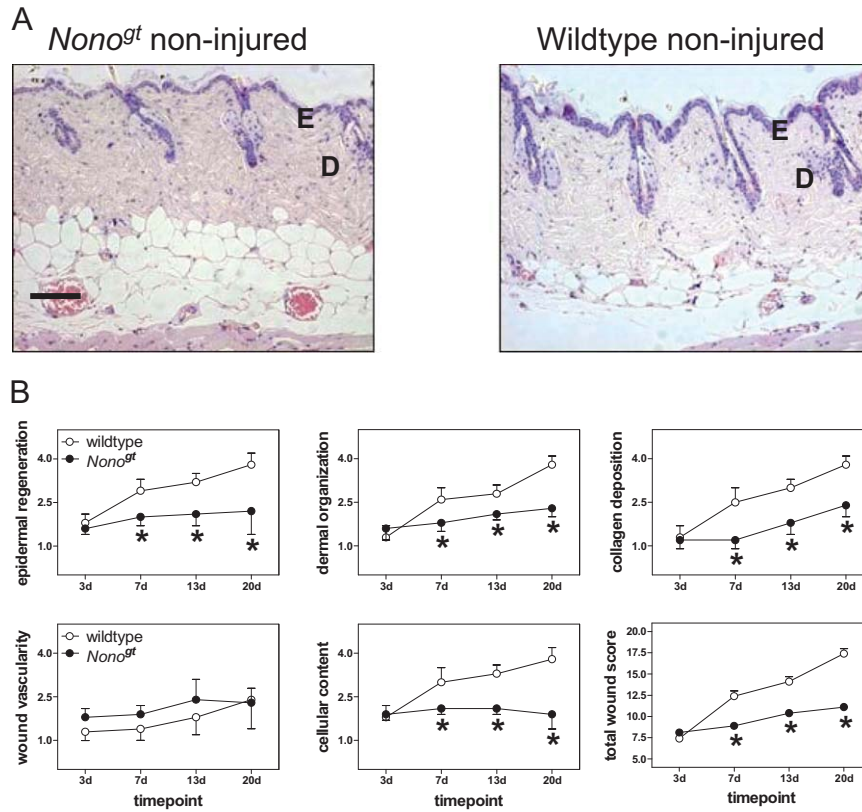 A
Nonogt non-injured
Wildtype non-injured
E
D
E
D
B
epidermal regeneration
4.0
2.5
1.0
wildtype
Nonogt
* * *
3d 7d 13d 20d
dermal organization
4.0
2.5
1.0
* * *
3d 7d 13d 20d
collagen deposition
4.0
2.5
1.0
* * *
3d 7d 13d 20d
wound vascularity
4.0
2.5
1.0
wildtype
Nonogt
3d 7d 13d 20d
timepoint
cellular content
4.0
2.5
1.0
* * *
3d 7d 13d 20d
timepoint
total wound score
20.0
17.5
15.0
12.5
10.0
7.5
5.0
* * *
3d 7d 13d 20d
timepoint